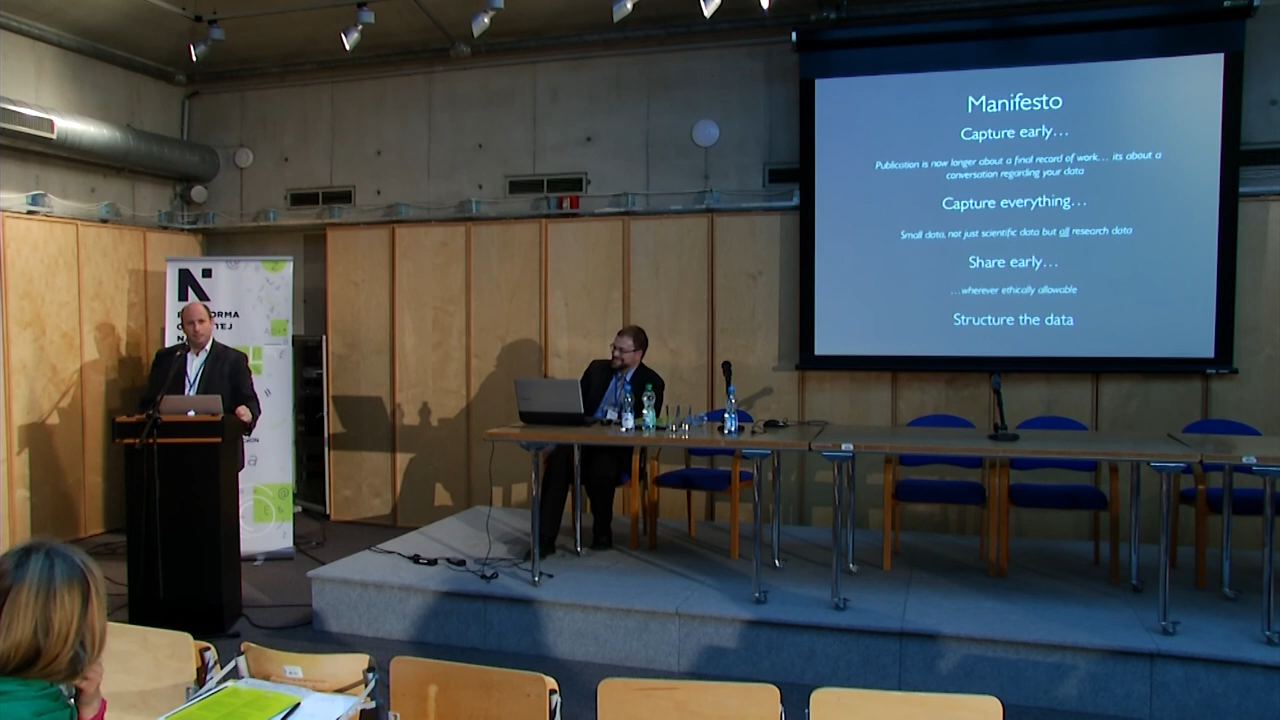 Manifesto
Capture early…
Publication is now longer about a final record of work… its about a
conversation regarding your data
Capture everything…
Small data, not just scientific data but all research data
Share early…
…wherever ethically allowable
Structure the data
N